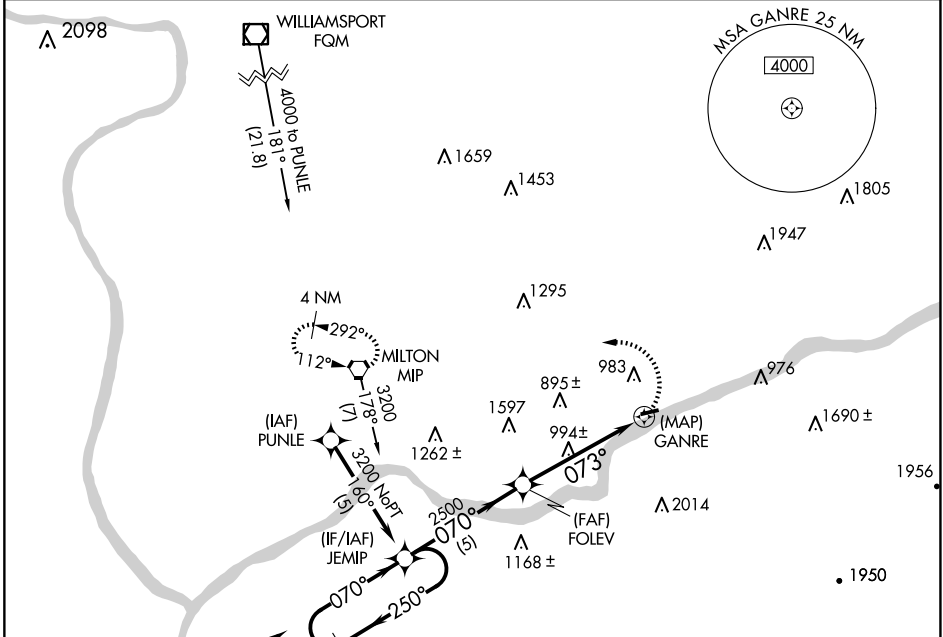 2098
WILLIAMSPORT
FQM
4000 to PUNLE
181°
(21.8)
MSA GANRE 25 NM
4000
1659
1453
1805
1947
1295
4 NM
292°
112°
MILTON
MIP
3200
178°
(7)
983
976
895 ±
1597
(IAF)
PUNLE
1262 ±
994±
(MAP)
GANRE
1690 ±
073°
3200 NoPT
160°
(5)
1956
2500
070°
(5)
2014
(FAF)
FOLEV
(IF/IAF)
JEMIP
1168 ±
1950
070°
250°